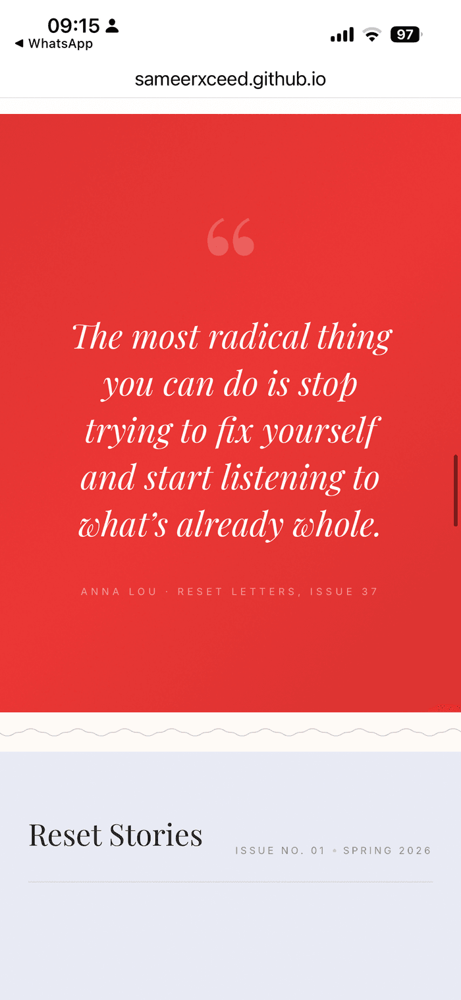 09:15
97
WhatsApp
sameerxceed.github.io
“
The most radical thing
you can do is stop
trying to fix yourself
and start listening to
what’s already whole.
ANNA LOU · RESET LETTERS, ISSUE 37
Reset Stories
ISSUE NO. 01 • SPRING 2026